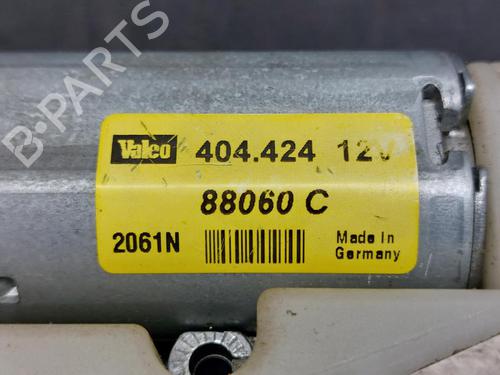 B-PARTS
Valeo 404.424 12V
88060 C
2061N
Made In
Germany